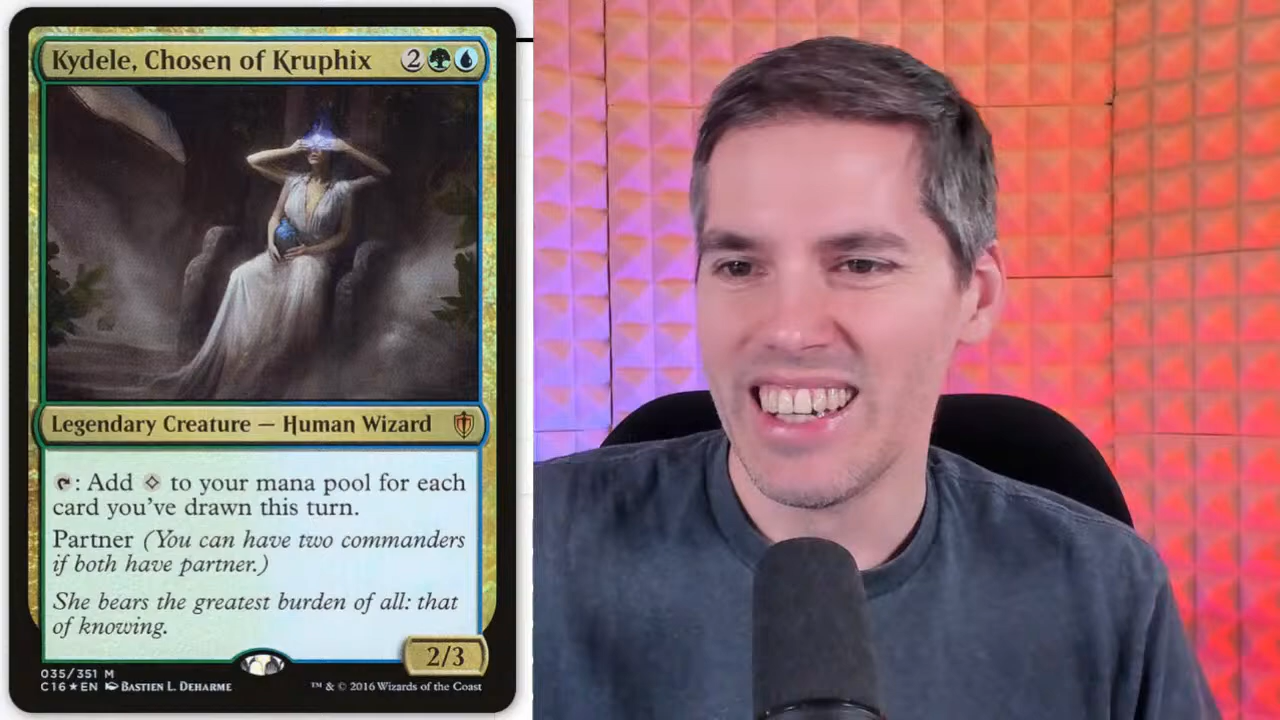 Kydele, Chosen of Kruphix 2
Legendary Creature — Human Wizard
: Add to your mana pool for each
card you've drawn this turn.
Partner (You can have two commanders
if both have partner.)
She bears the greatest burden of all: that
of knowing.
2/3
035/351 M
C16★EN Bastien L. Deharme
™ & © 2016 Wizards of the Coast